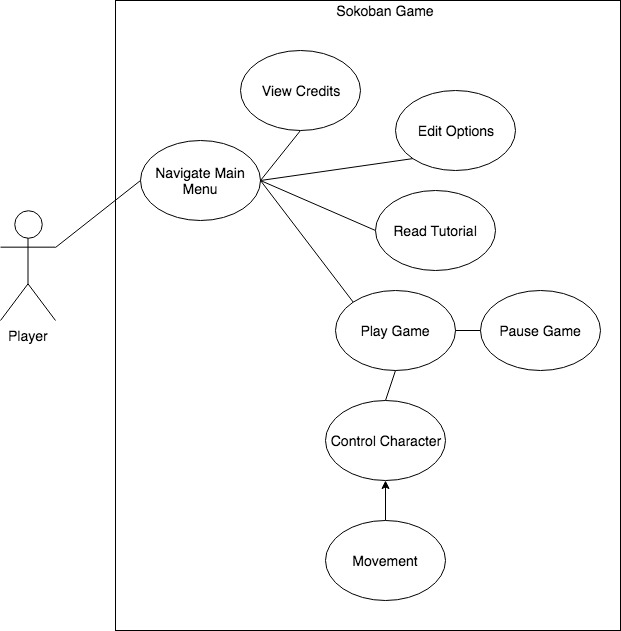 Sokoban Game
View Credits
Edit Options
Navigate Main
Menu
Read Tutorial
Player
Play Game
Pause Game
Control Character
Movement